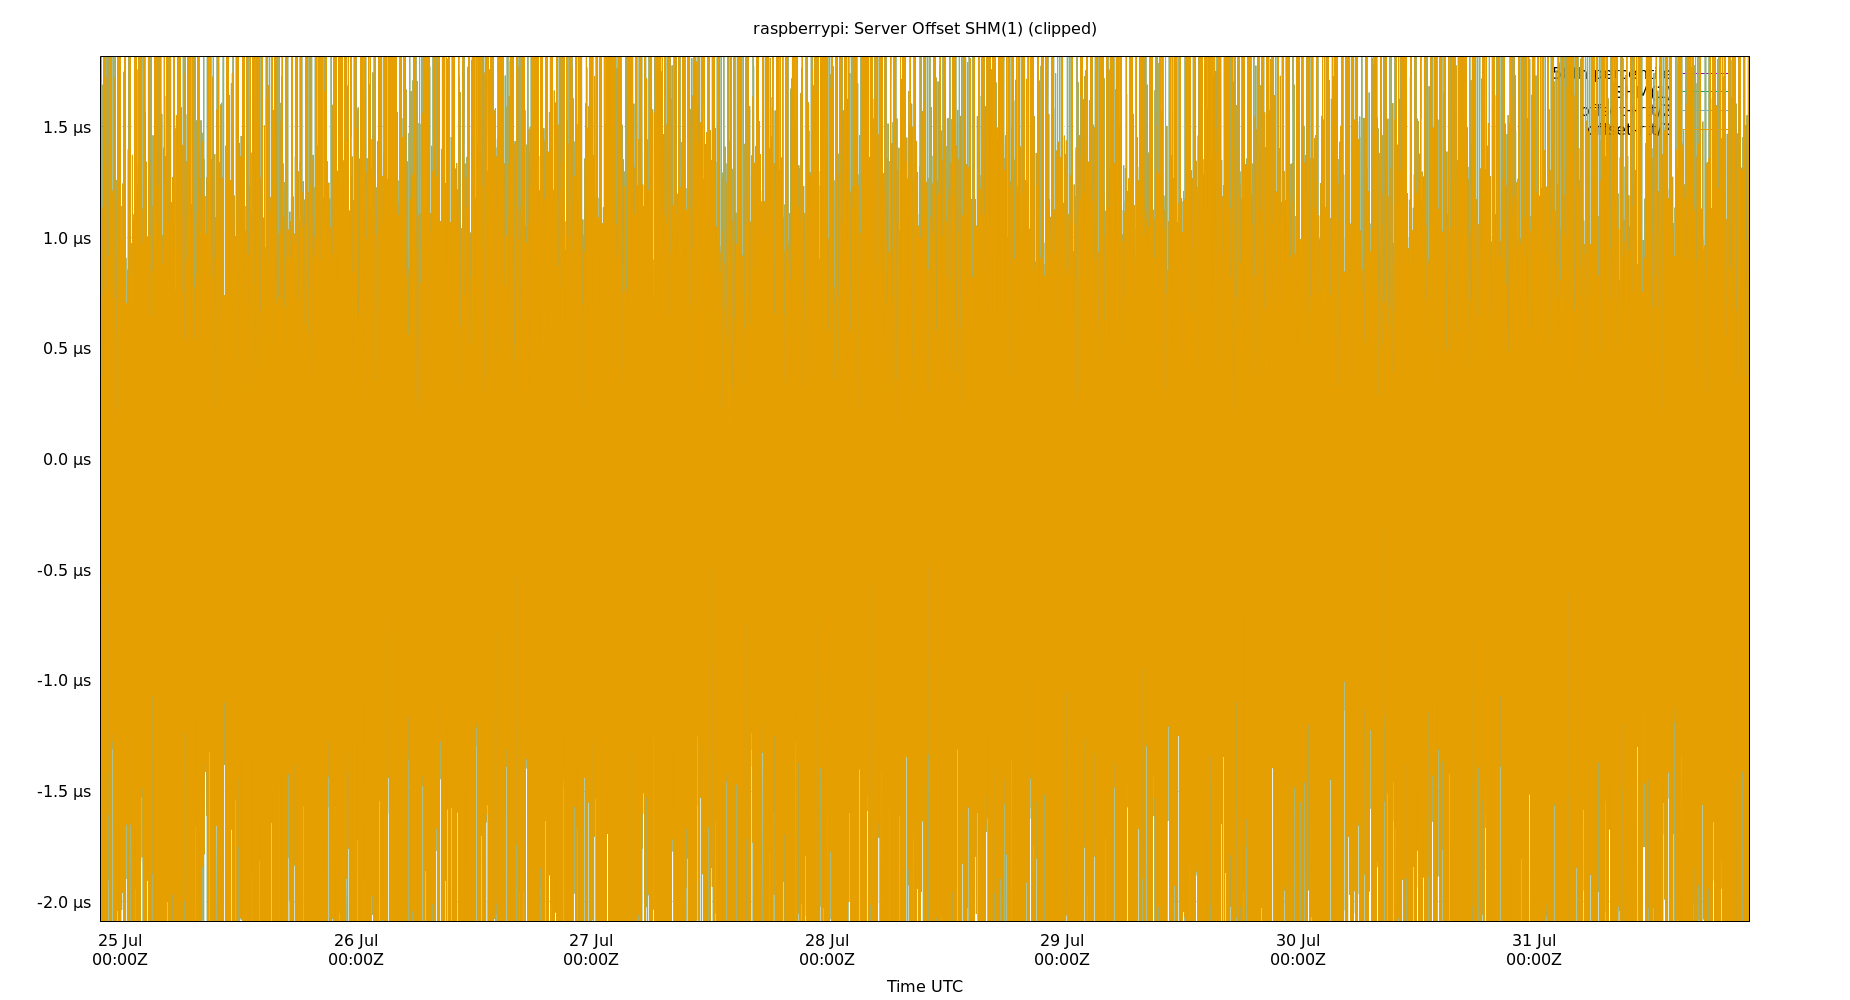 raspberrypi: Server Offset SHM(1) (clipped)
1.5 µs
1.0 µs
0.5 µs
0.0 µs
-0.5 µs
-1.0 µs
-1.5 µs
-2.0 µs
25 Jul
00:00Z
26 Jul
00:00Z
27 Jul
00:00Z
28 Jul
00:00Z
29 Jul
00:00Z
30 Jul
00:00Z
31 Jul
00:00Z
Time UTC